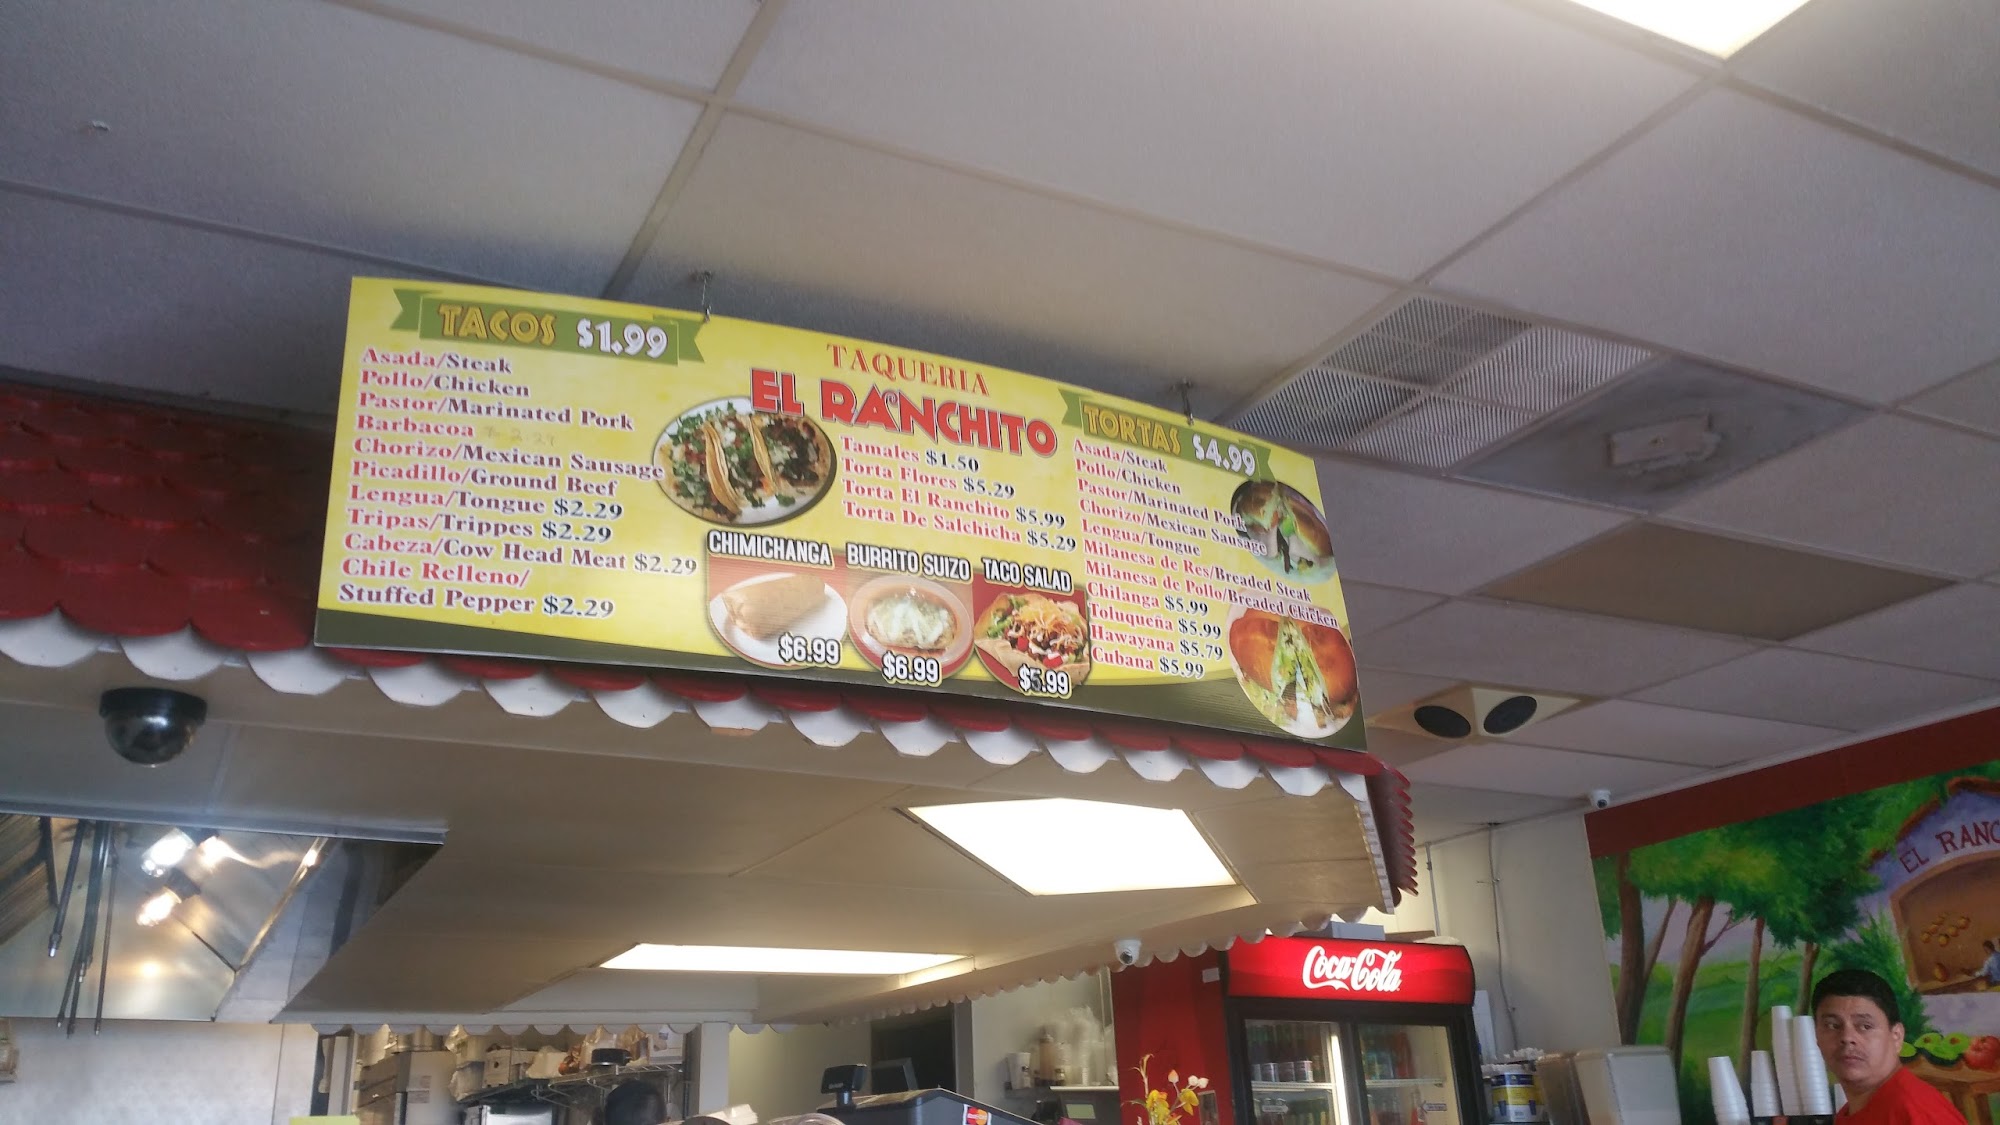 TACOS $1.99
Asada/Steak
Pollo/Chicken
Pastor/Marinated Pork
Barbacoa 2.29
Chorizo/Mexican Sausage
Picadillo/Ground Beef
Lengua/Tongue $2.29
Tripas/Trippes $2.29
Cabeza/Cow Head Meat $2.29
Chile Relleno/
Stuffed Pepper $2.29
TAQUERIA
EL RANCHITO
Tamales $1.50
Torta Flores $5.29
Torta El Ranchito $5.99
Torta De Salchicha $5.29
CHIMICHANGA
$6.99
BURRITO SUIZO
$6.99
TACO SALAD
$5.99
TORTAS $4.99
Asada/Steak
Pollo/Chicken
Pastor/Marinated Pork
Chorizo/Mexican Sausage
Lengua/Tongue
Milanesa de Res/Breaded Steak
Milanesa de Pollo/Breaded Chicken
Chilanga $5.99
Toluqueña $5.99
Hawayana $5.79
Cubana $5.99
Coca-Cola
EL RANC